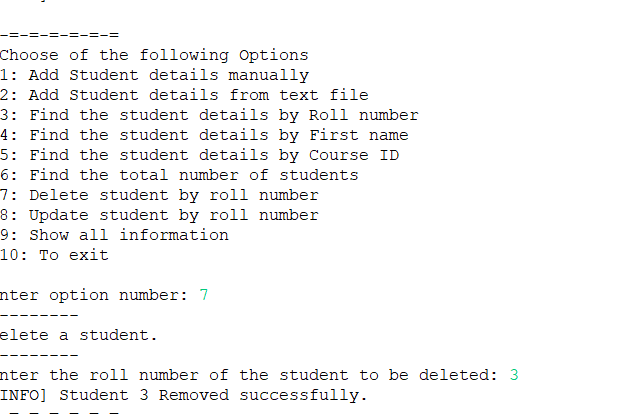 -=-=-=-=-=-=
Choose of the following Options
1: Add Student details manually
2: Add Student details from text file
3: Find the student details by Roll number
4: Find the student details by First name
5: Find the student details by Course ID
6: Find the total number of students
7: Delete student by roll number
8: Update student by roll number
9: Show all information
10: To exit
nter option number: 7
--------
elete a student.
--------
nter the roll number of the student to be deleted: 3
INFO] Student 3 Removed successfully.